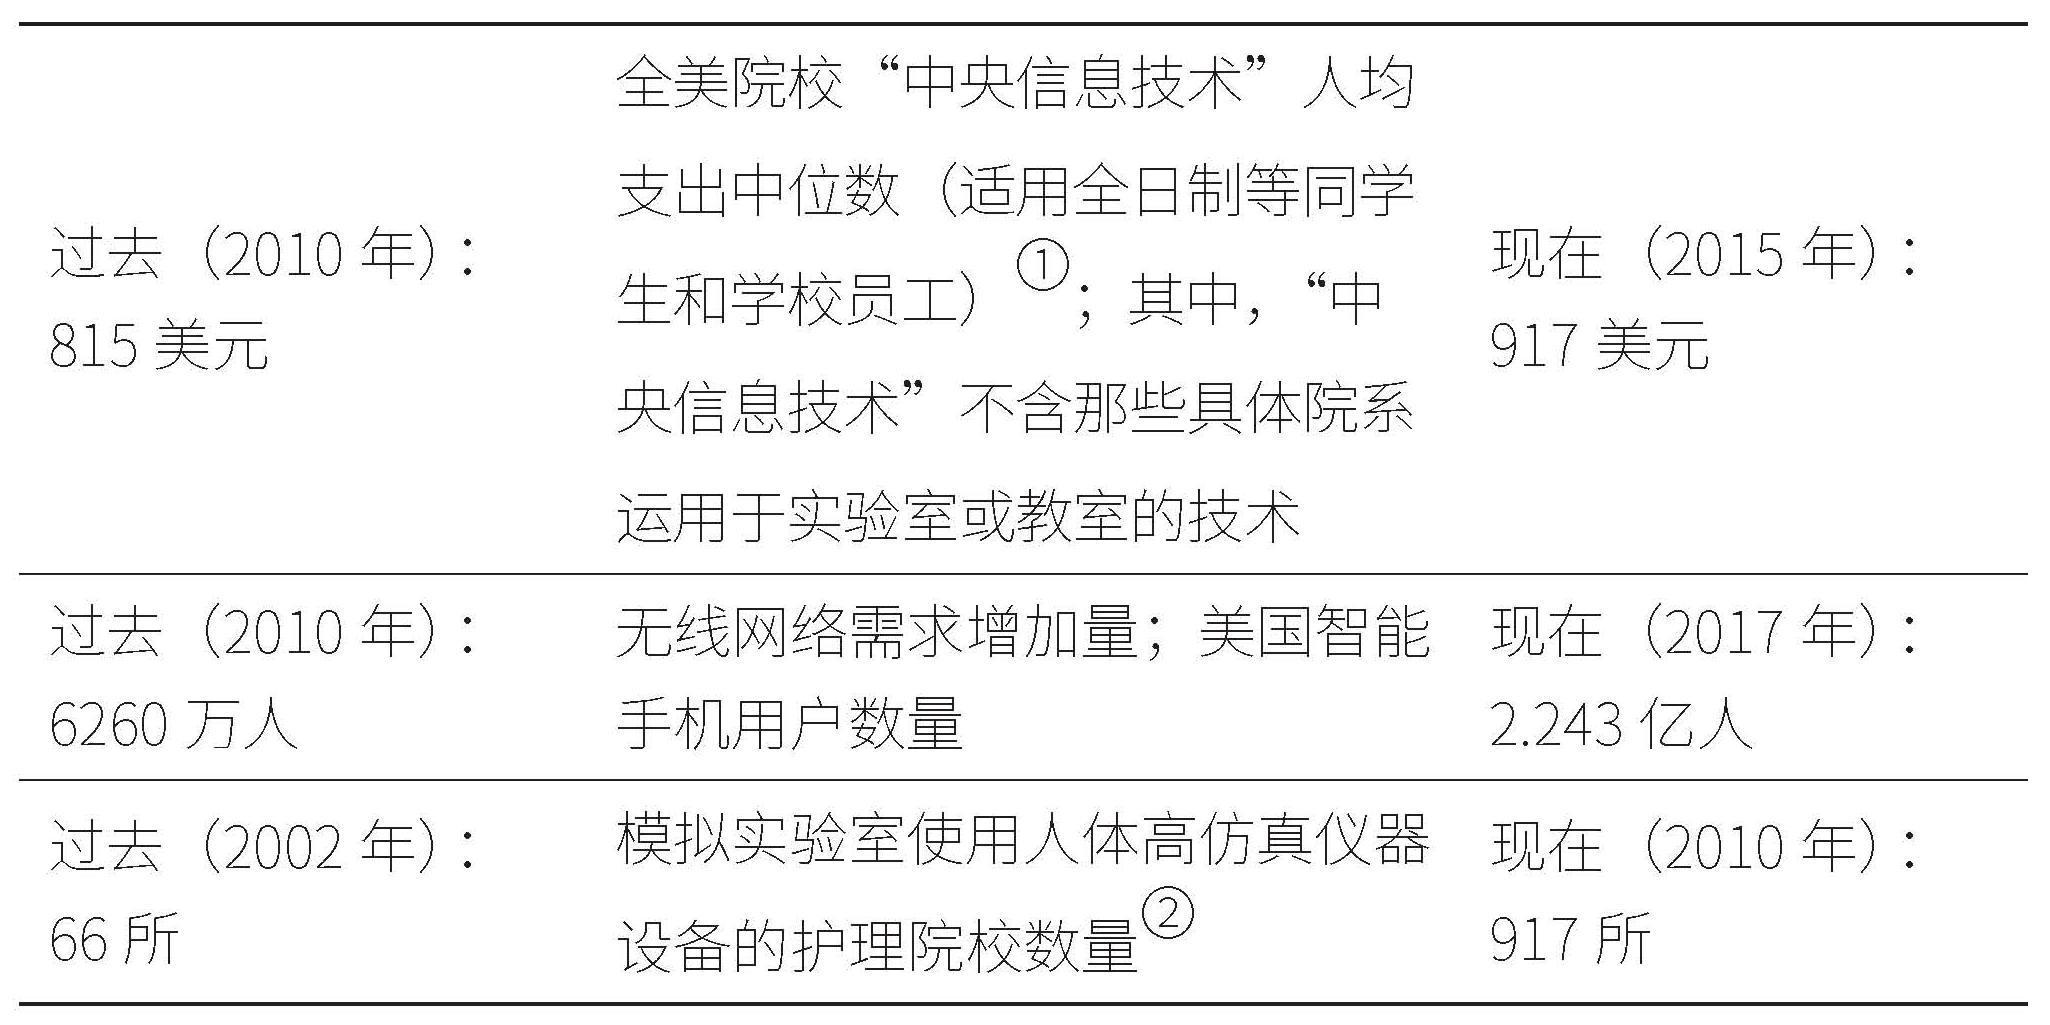 过去（2010 年）：
815 美元
全美院校“中央信息技术”人均
支出中位数（适用全日制等同学
生和学校员工）①；其中，“中
央信息技术”不含那些具体院系
运用于实验室或教室的技术
现在（2015 年）：
917 美元
过去（2010 年）：
6260 万人
无线网络需求增加量；美国智能
手机用户数量
现在（2017 年）：
2.243 亿人
过去（2002 年）：
66 所
模拟实验室使用人体高仿真仪器
设备的护理院校数量②
现在（2010 年）：
917 所